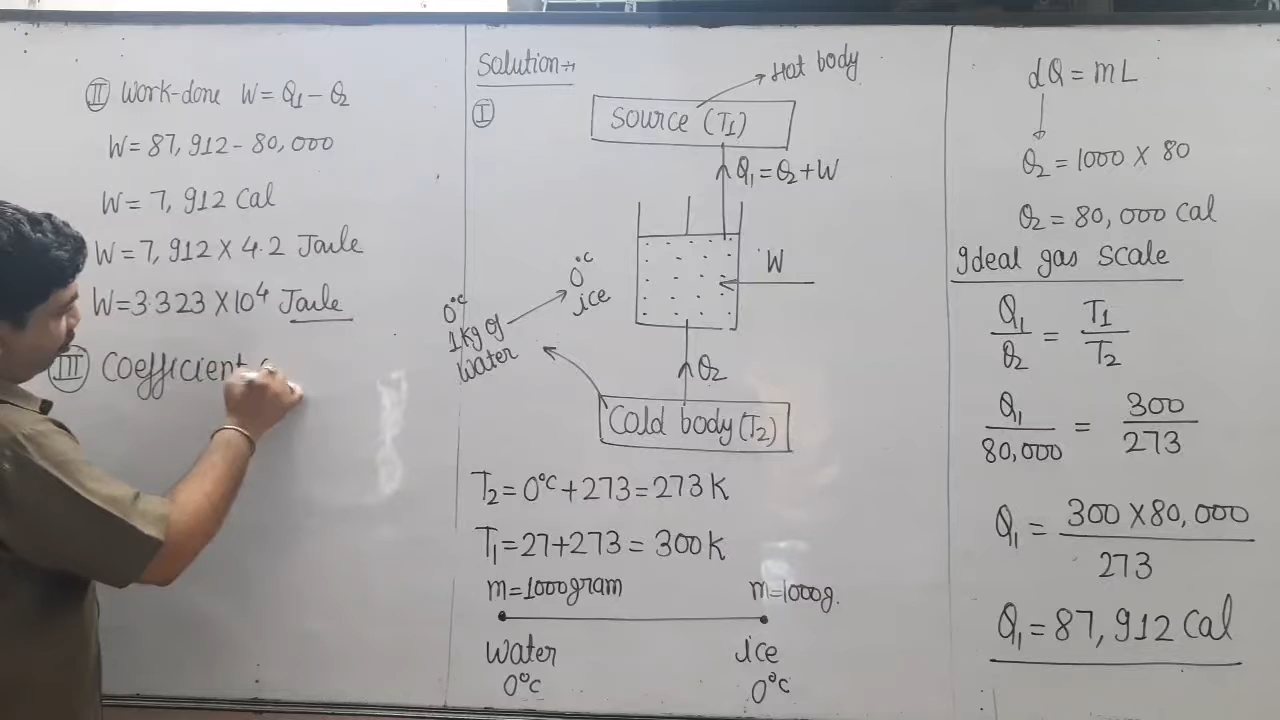 II Work-done W = Q₁ - Q₂
W = 87,912 - 80,000
W = 7,912 Cal
W = 7,912 X 4.2 Joule
W = 3.323 X 10⁴ Joule
III Coefficient
Solution→
I
Hot body
Source (T₁)
Q₁ = Q₂ + W
W
0°C
ice
0°C
1kg of
Water
Q₂
Cold body (T₂)
T₂ = 0°C + 273 = 273 K
T₁ = 27 + 273 = 300 K
m = 1000gram m = 1000g.
Water ice
0°C 0°C
dQ = mL
Q₂ = 1000 X 80
Q₂ = 80,000 Cal
Ideal gas scale
Q₁/Q₂ = T₁/T₂
Q₁/80,000 = 300/273
Q₁ = 300 X 80,000/273
Q₁ = 87,912 Cal